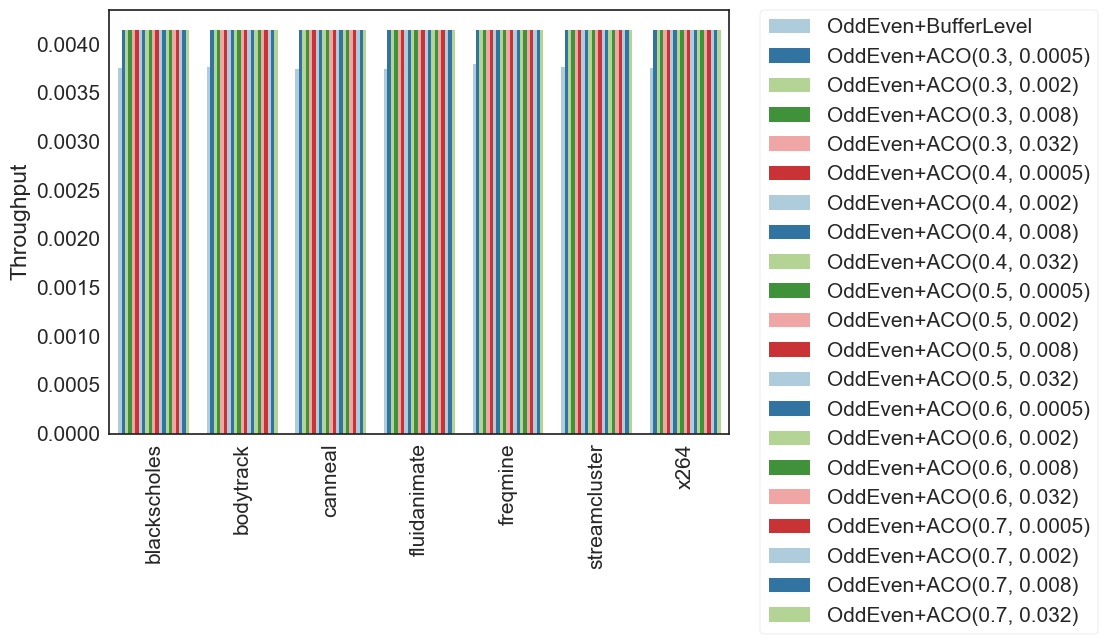 Throughput
0.0040
0.0035
0.0030
0.0025
0.0020
0.0015
0.0010
0.0005
0.0000
blackscholes
bodytrack
canneal
fluidanimate
freqmine
streamcluster
x264
OddEven+BufferLevel
OddEven+ACO(0.3, 0.0005)
OddEven+ACO(0.3, 0.002)
OddEven+ACO(0.3, 0.008)
OddEven+ACO(0.3, 0.032)
OddEven+ACO(0.4, 0.0005)
OddEven+ACO(0.4, 0.002)
OddEven+ACO(0.4, 0.008)
OddEven+ACO(0.4, 0.032)
OddEven+ACO(0.5, 0.0005)
OddEven+ACO(0.5, 0.002)
OddEven+ACO(0.5, 0.008)
OddEven+ACO(0.5, 0.032)
OddEven+ACO(0.6, 0.0005)
OddEven+ACO(0.6, 0.002)
OddEven+ACO(0.6, 0.008)
OddEven+ACO(0.6, 0.032)
OddEven+ACO(0.7, 0.0005)
OddEven+ACO(0.7, 0.002)
OddEven+ACO(0.7, 0.008)
OddEven+ACO(0.7, 0.032)